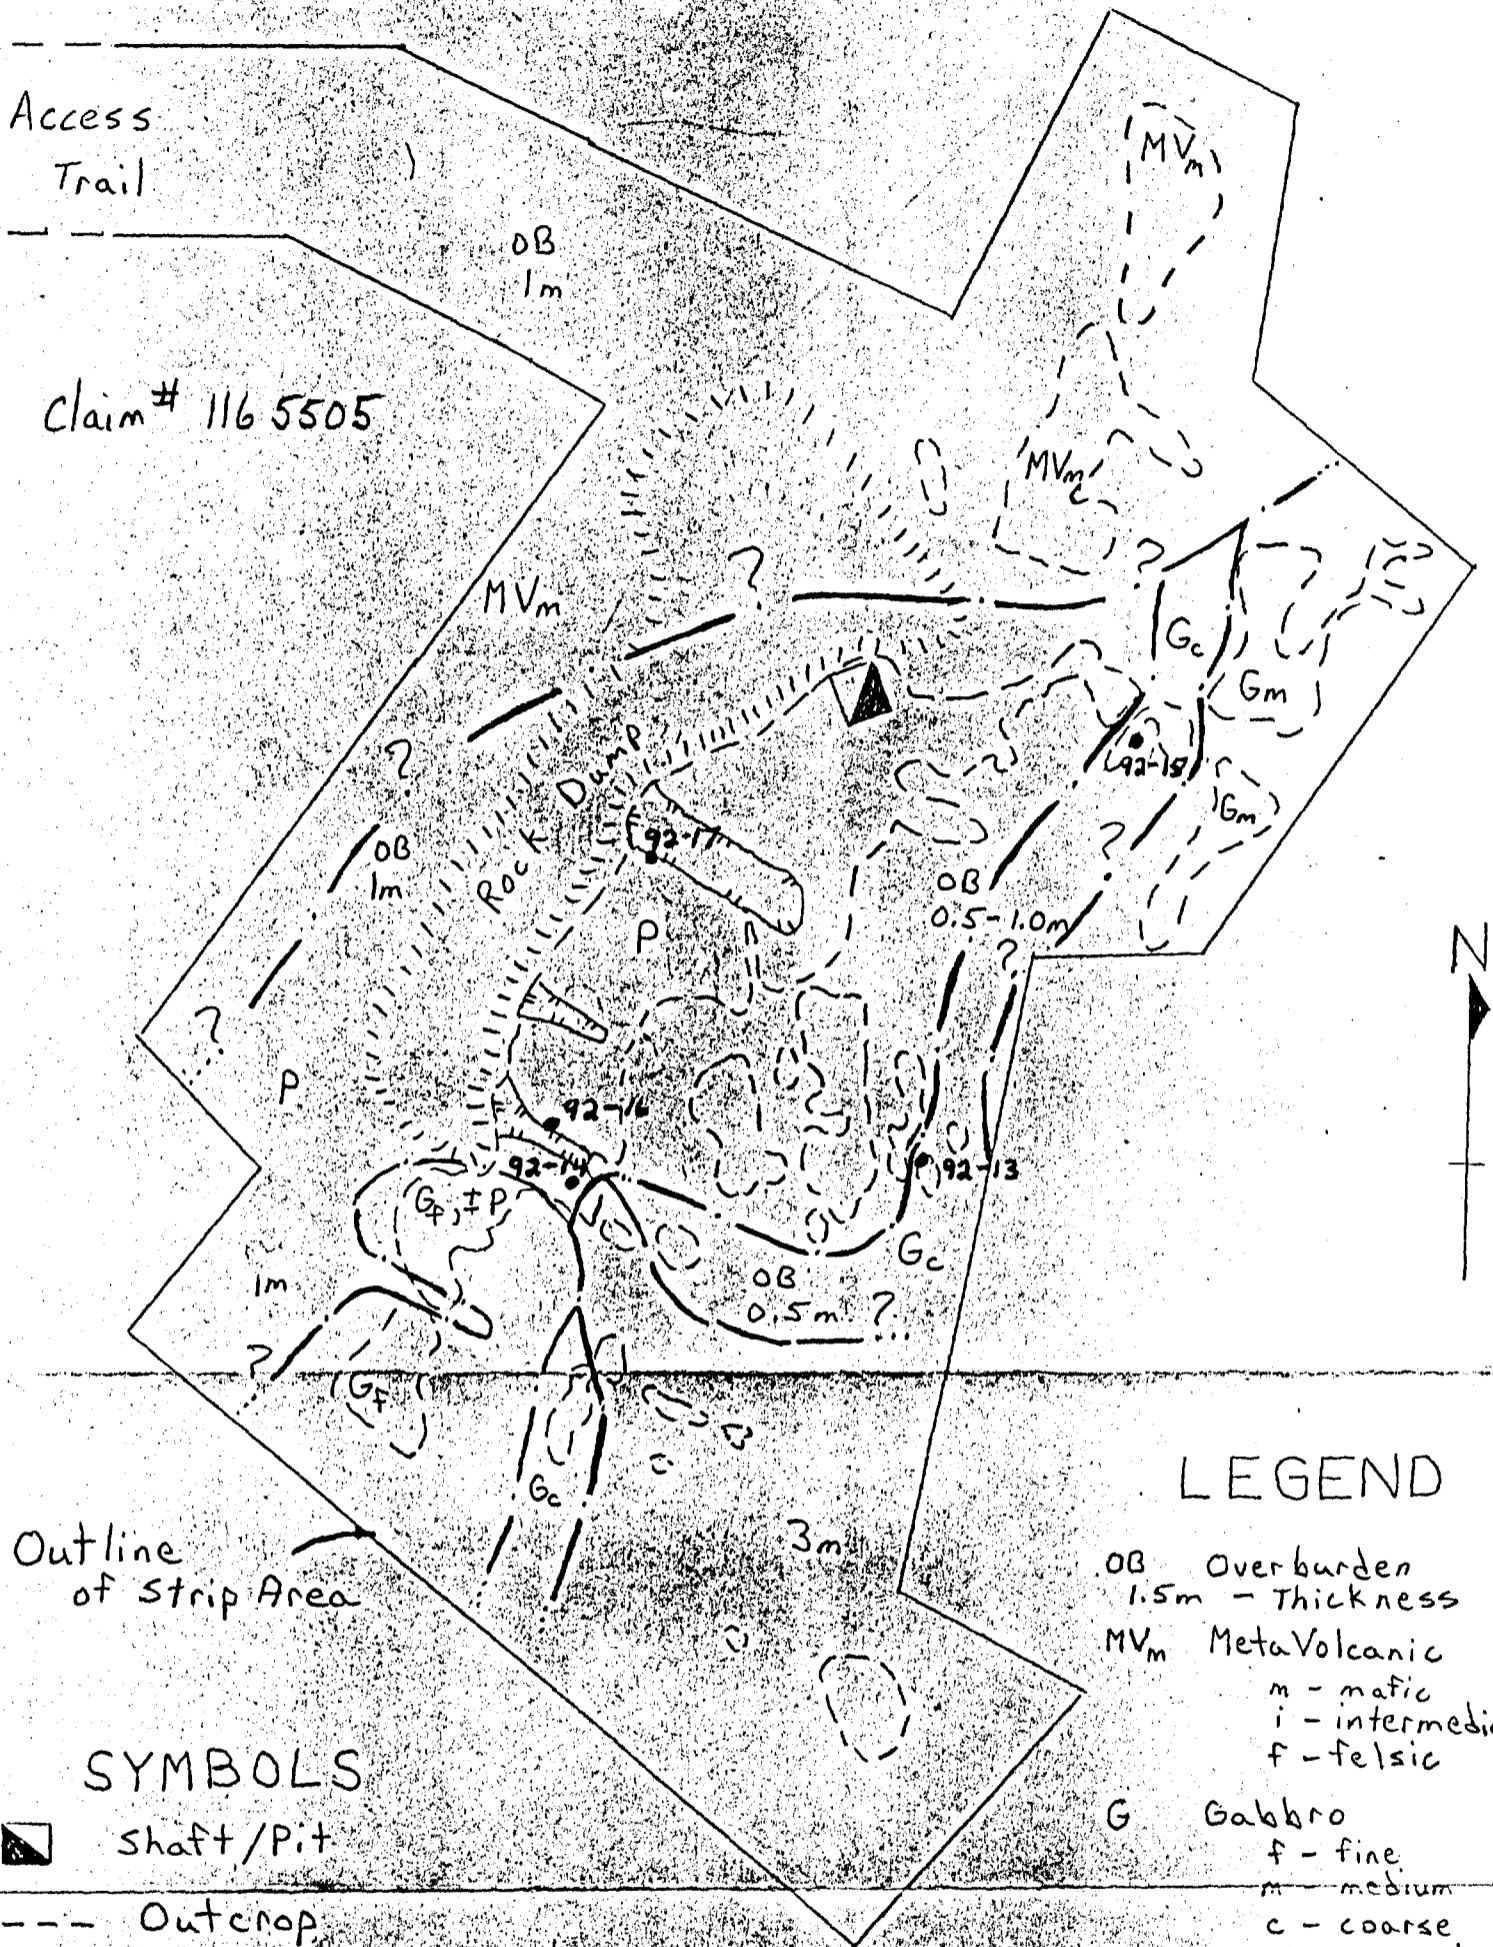 Access
Trail
OB
1m
Claim # 1165505
MVm
MVm
c
MVm
?
?
Gc
Gm
Rock Dump
92-18
Gm
?
OB
1m
92-17
?
OB
0.5-1.0m
P
?
N
?
P
92-16
92-14
92-13
Gf, ± P
Gc
1m
OB
0.5m ?
?
Gf
Gc
Outline
of Strip Area
3m
LEGEND
OB Overburden
1.5m - Thickness
MVm MetaVolcanic
m - mafic
i - intermedi
f - felsic
G Gabbro
f - fine
m - medium
c - coarse
SYMBOLS
Shaft/Pit
Outcrop